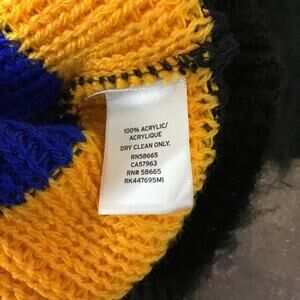 100% ACRYLIC/
ACRYLIQUE
DRY CLEAN ONLY.
RN58665
CA57963
RN# 58665
RK447695MI